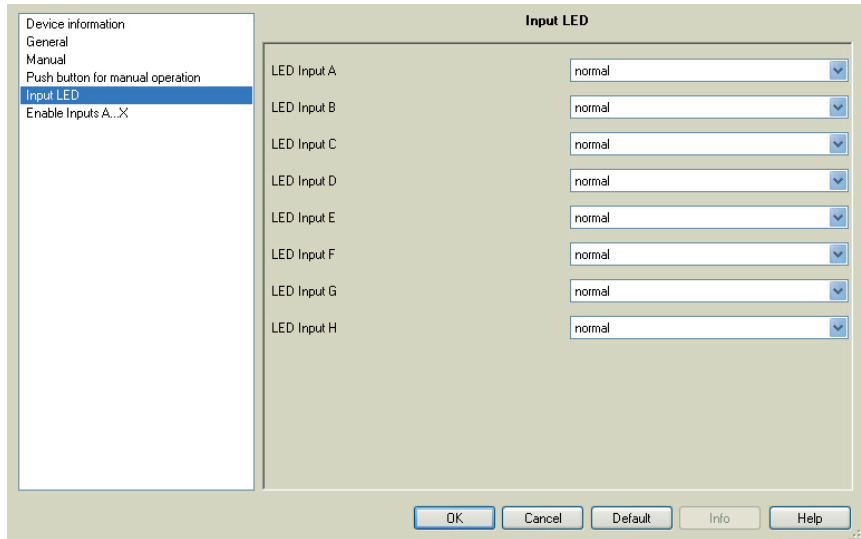 Device information
General
Manual
Push button for manual operation
Input LED
Enable Inputs A...X
Input LED
LED Input A normal
LED Input B normal
LED Input C normal
LED Input D normal
LED Input E normal
LED Input F normal
LED Input G normal
LED Input H normal
OK Cancel Default Info Help